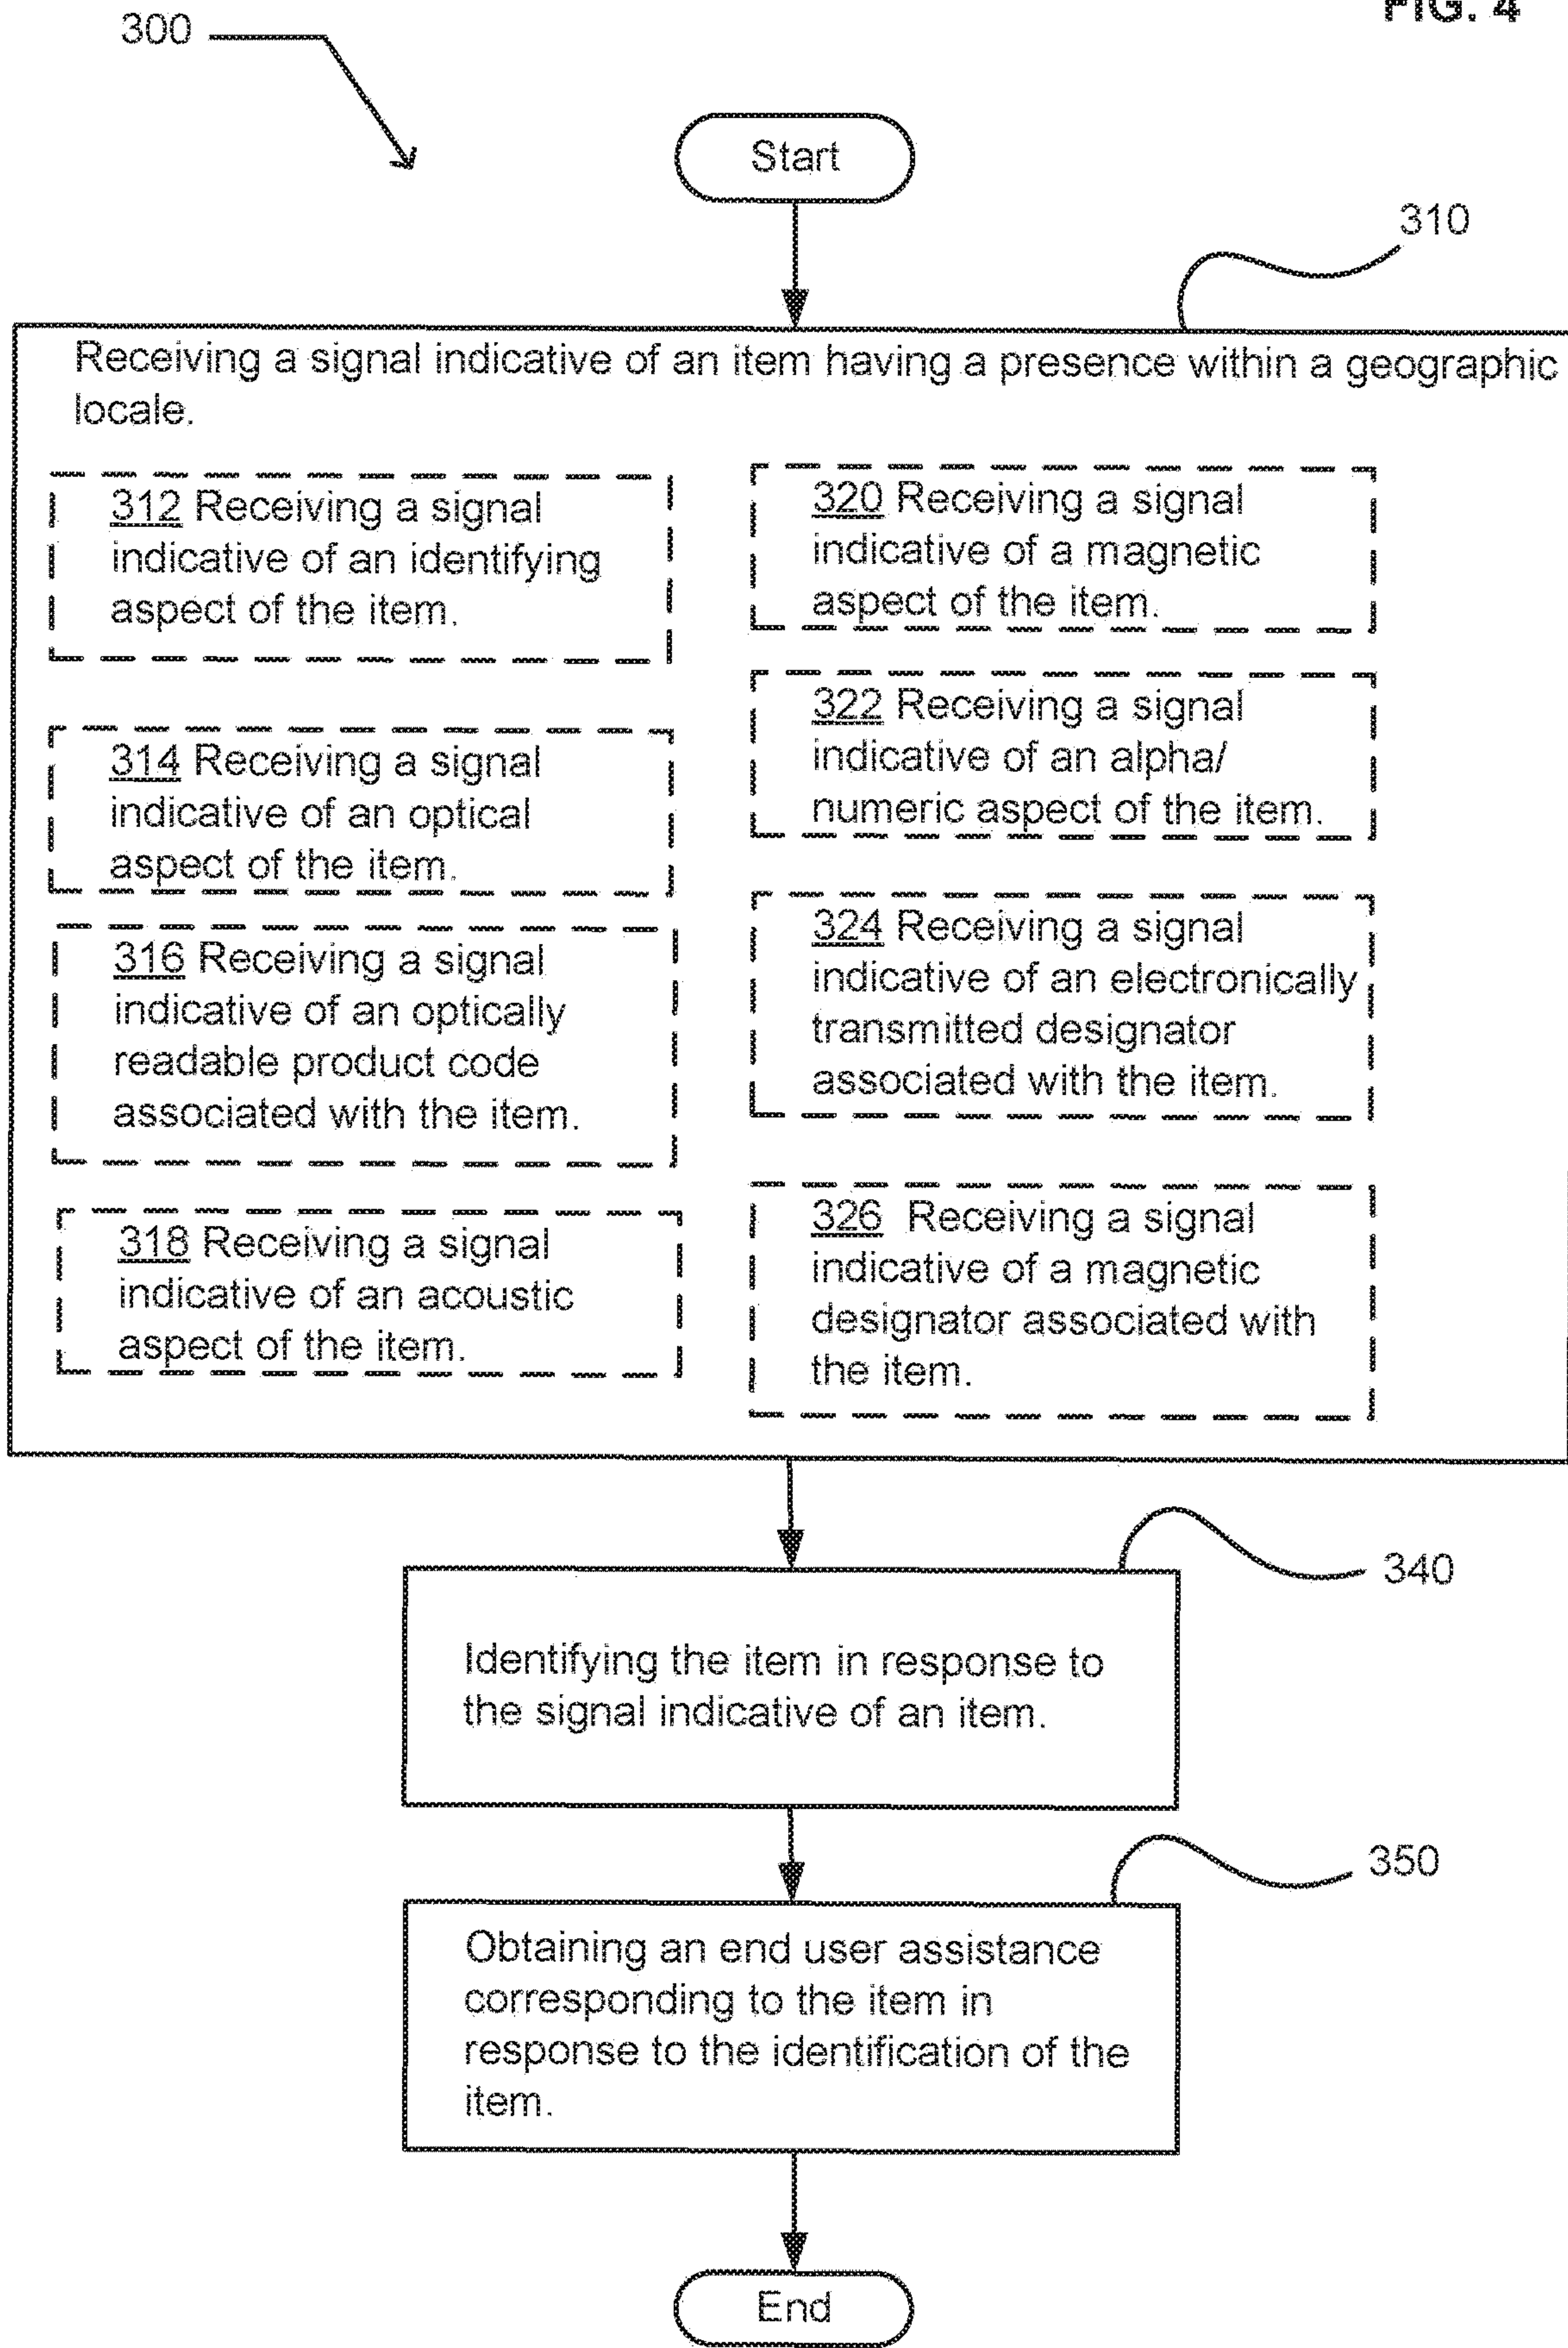 FIG. 4
300
Start
310
Receiving a signal indicative of an item having a presence within a geographic
locale.
312 Receiving a signal
indicative of an identifying
aspect of the item.
314 Receiving a signal
indicative of an optical
aspect of the item.
316 Receiving a signal
indicative of an optically
readable product code
associated with the item.
318 Receiving a signal
indicative of an acoustic
aspect of the item.
320 Receiving a signal
indicative of a magnetic
aspect of the item.
322 Receiving a signal
indicative of an alpha/
numeric aspect of the item.
324 Receiving a signal
indicative of an electronically
transmitted designator
associated with the item.
326 Receiving a signal
indicative of a magnetic
designator associated with
the item.
340
Identifying the item in response to
the signal indicative of an item.
350
Obtaining an end user assistance
corresponding to the item in
response to the identification of the
item.
End